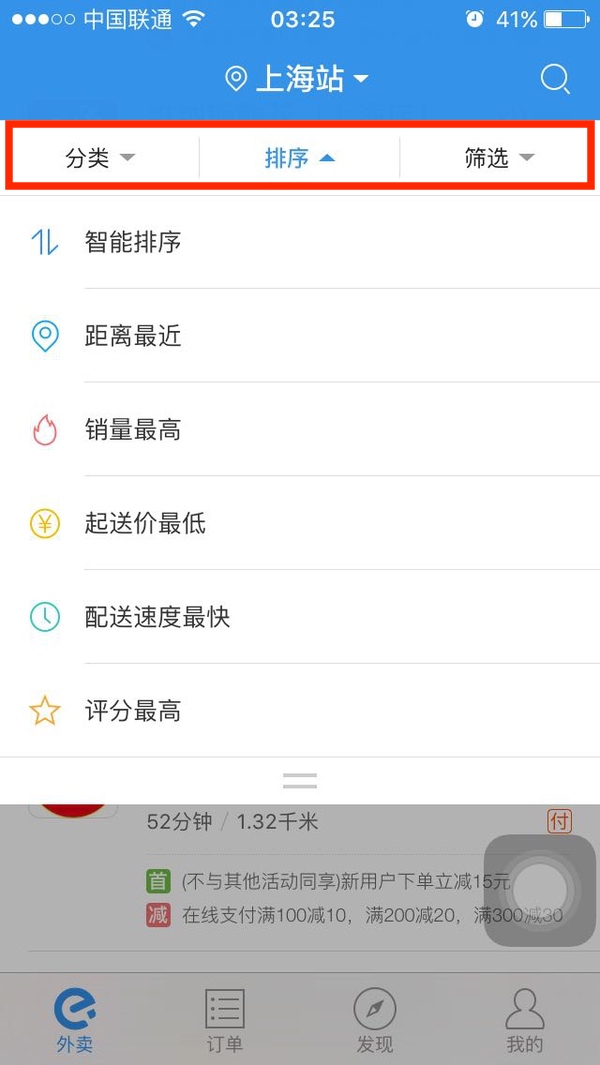 中国联通 03:25 41%
上海站
分类 排序 筛选
智能排序
距离最近
销量最高
¥ 起送价最低
配送速度最快
评分最高
52分钟 / 1.32千米 付
首 (不与其他活动同享)新用户下单立减15元
减 在线支付满100减10，满200减20，满300减30
外卖 订单 发现 我的